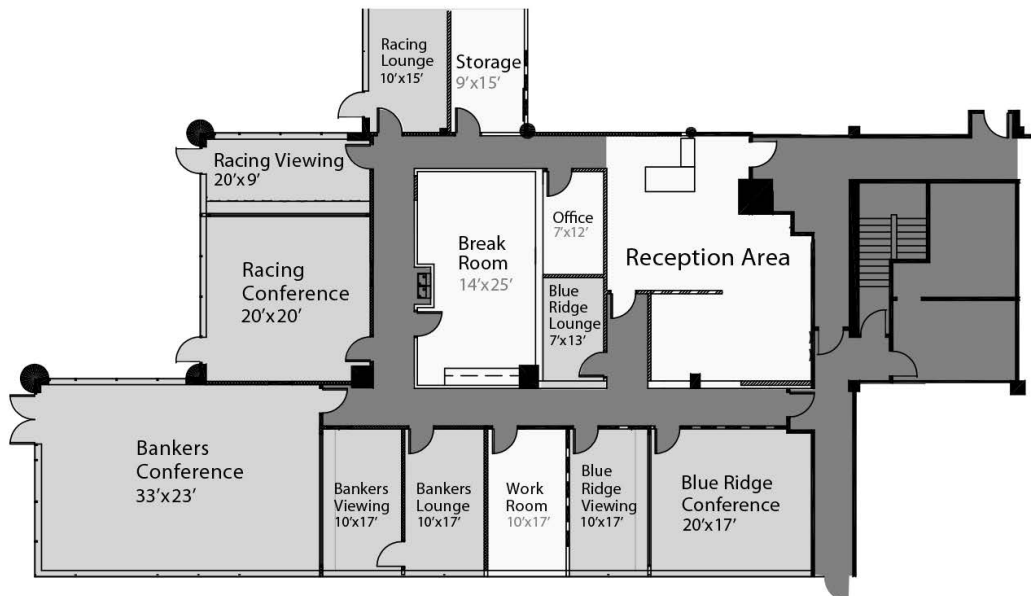 Racing
Lounge
10'x15'
Storage
9'x15'
Racing Viewing
20'x9'
Office
7'x12'
Break
Room
14'x25'
Reception Area
Racing
Conference
20'x20'
Blue
Ridge
Lounge
7'x13'
Bankers
Conference
33'x23'
Bankers
Viewing
10'x17'
Bankers
Lounge
10'x17'
Work
Room
10'x17'
Blue
Ridge
Viewing
10'x17'
Blue Ridge
Conference
20'x17'